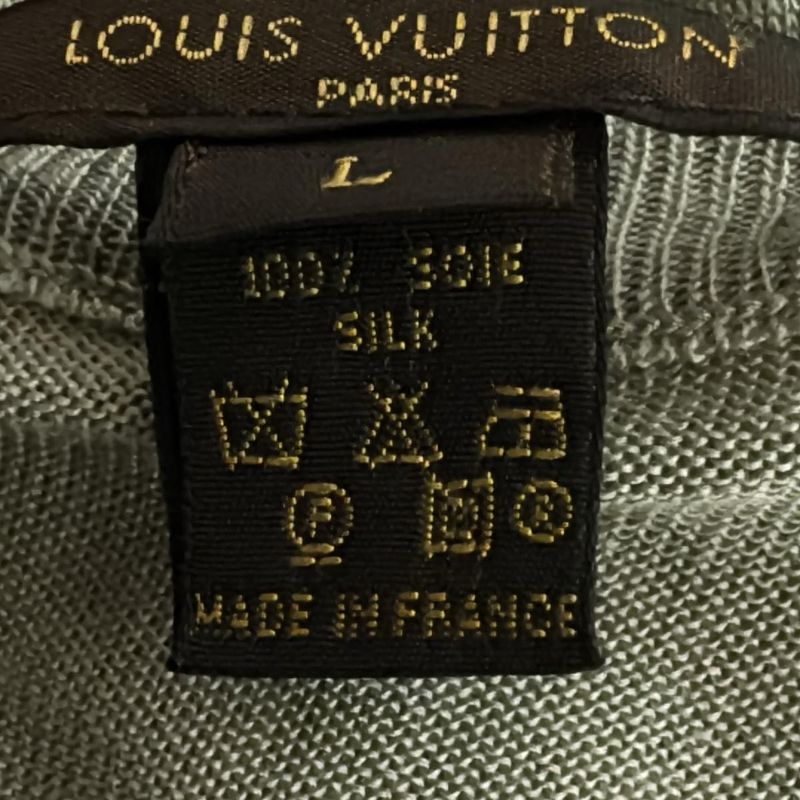 LOUIS VUITTON
PARIS
L
100% SOIE
SILK
F
R
MADE IN FRANCE